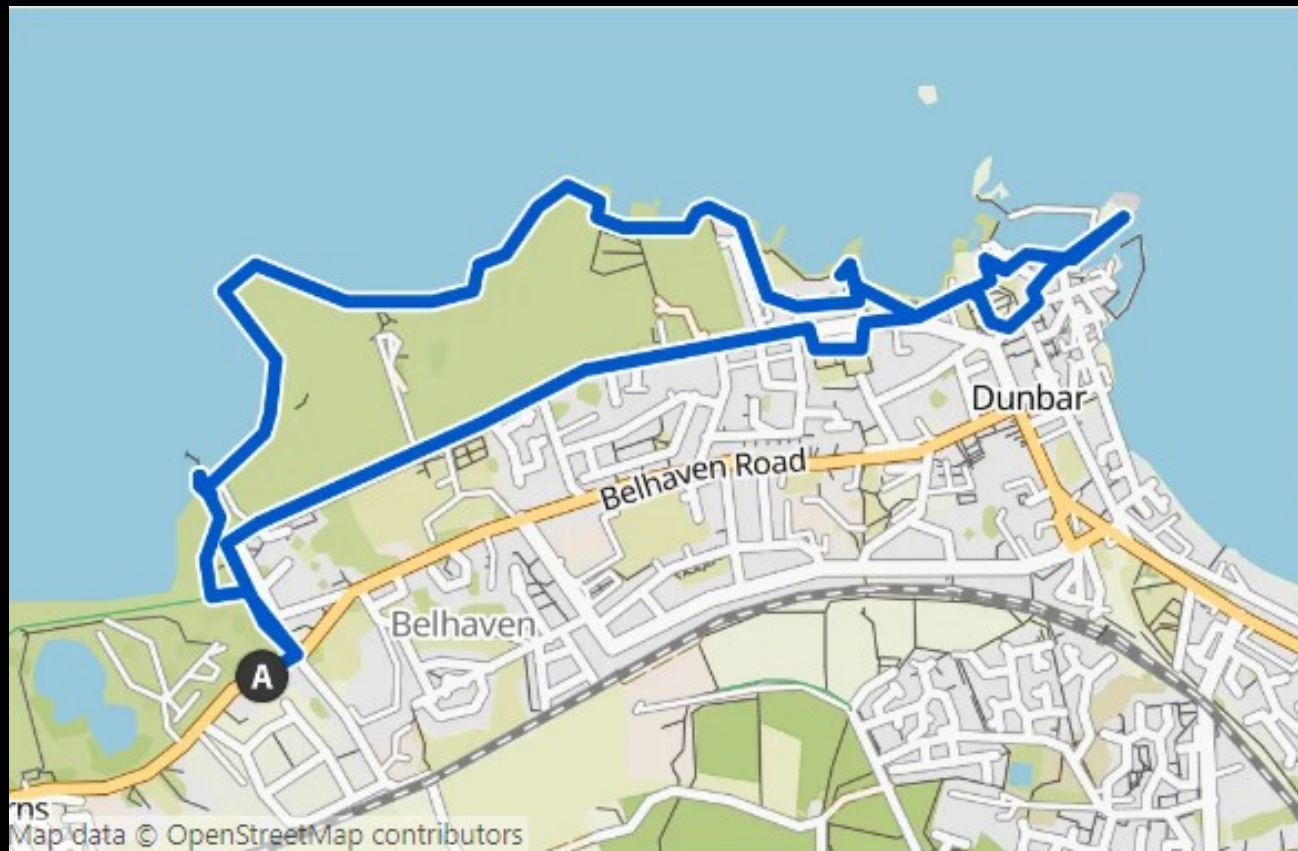 Dunbar
Belhaven Road
Belhaven
A
rns
Map data © OpenStreetMap contributors